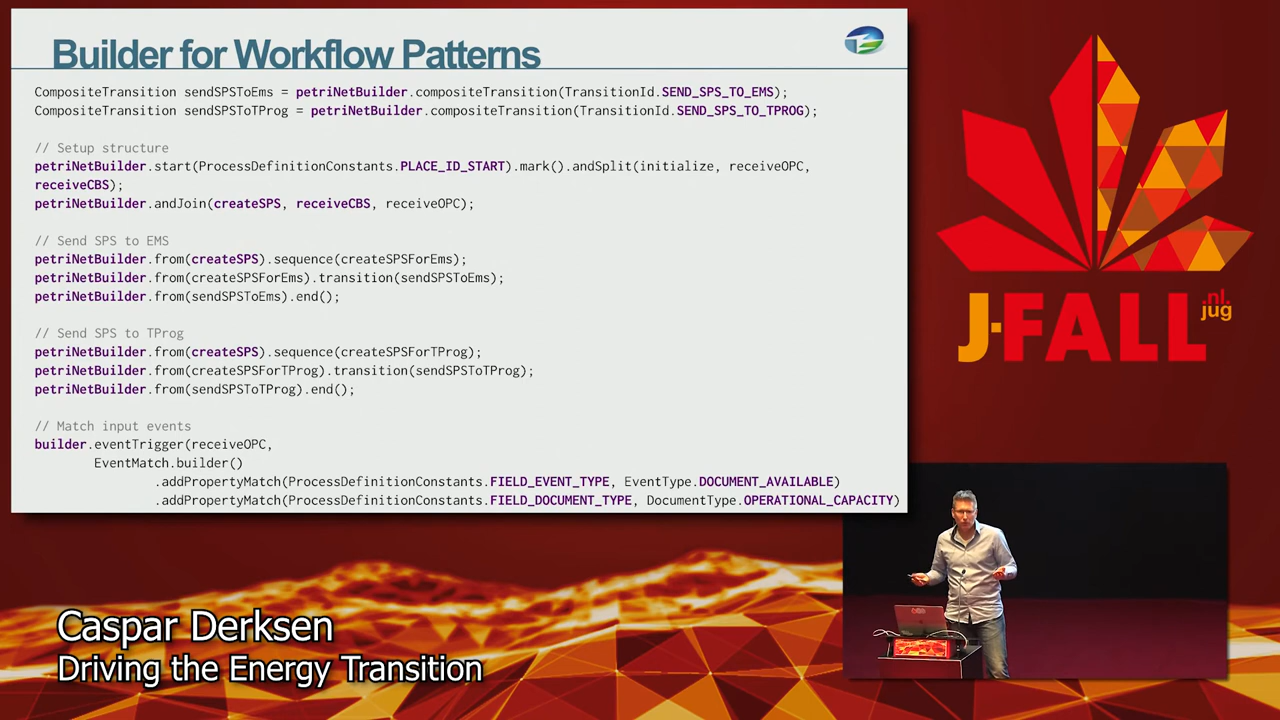 Builder for Workflow Patterns
CompositeTransition sendSPSToEms = petriNetBuilder.compositeTransition(TransitionId.SEND_SPS_TO_EMS);
CompositeTransition sendSPSToTProg = petriNetBuilder.compositeTransition(TransitionId.SEND_SPS_TO_TPROG);
// Setup structure
petriNetBuilder.start(ProcessDefinitionConstants.PLACE_ID_START).mark().andSplit(initialize, receiveOPC,
receiveCBS);
petriNetBuilder.andJoin(createSPS, receiveCBS, receiveOPC);
// Send SPS to EMS
petriNetBuilder.from(createSPS).sequence(createSPSForEms);
petriNetBuilder.from(createSPSForEms).transition(sendSPSToEms);
petriNetBuilder.from(sendSPSToEms).end();
// Send SPS to TProg
petriNetBuilder.from(createSPS).sequence(createSPSForTProg);
petriNetBuilder.from(createSPSForTProg).transition(sendSPSToTProg);
petriNetBuilder.from(sendSPSToTProg).end();
// Match input events
builder.eventTrigger(receiveOPC,
EventMatch.builder()
.addPropertyMatch(ProcessDefinitionConstants.FIELD_EVENT_TYPE, EventType.DOCUMENT_AVAILABLE)
.addPropertyMatch(ProcessDefinitionConstants.FIELD_DOCUMENT_TYPE, DocumentType.OPERATIONAL_CAPACITY)
J-FALL
.nl
jug
Caspar Derksen
Driving the Energy Transition